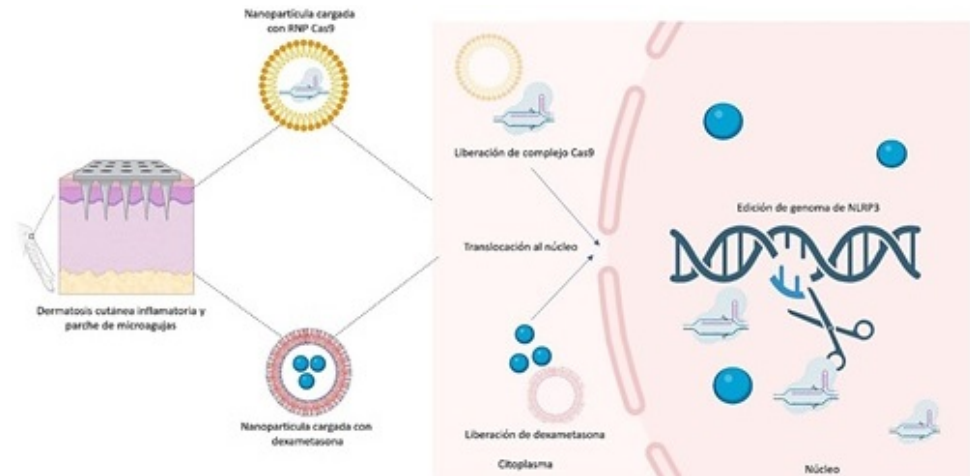 Nanopartícula cargada
con RNP Cas9
Liberación de complejo Cas9
Edición de genoma de NLRP3
Translocación al núcleo
Dermatosis cutánea inflamatoria y
parche de microagujas
Nanopartícula cargada con
dexametasona
Liberación de dexametasona
Citoplasma
Núcleo